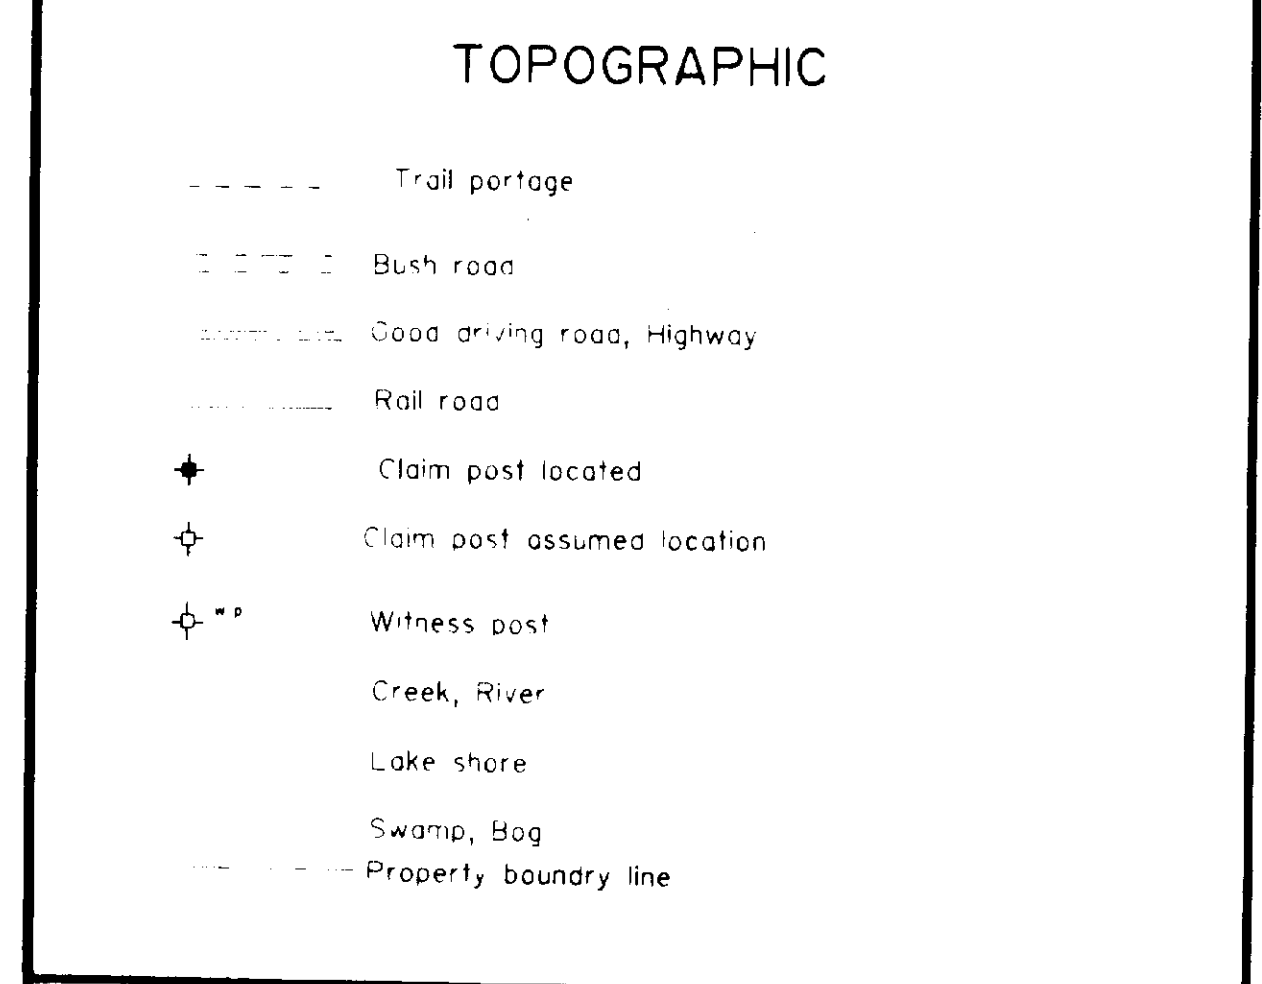 TOPOGRAPHIC
Trail portage
Bush road
Good driving road, Highway
Rail road
Claim post located
Claim post assumed location
w p Witness post
Creek, River
Lake shore
Swamp, Bog
Property boundry line